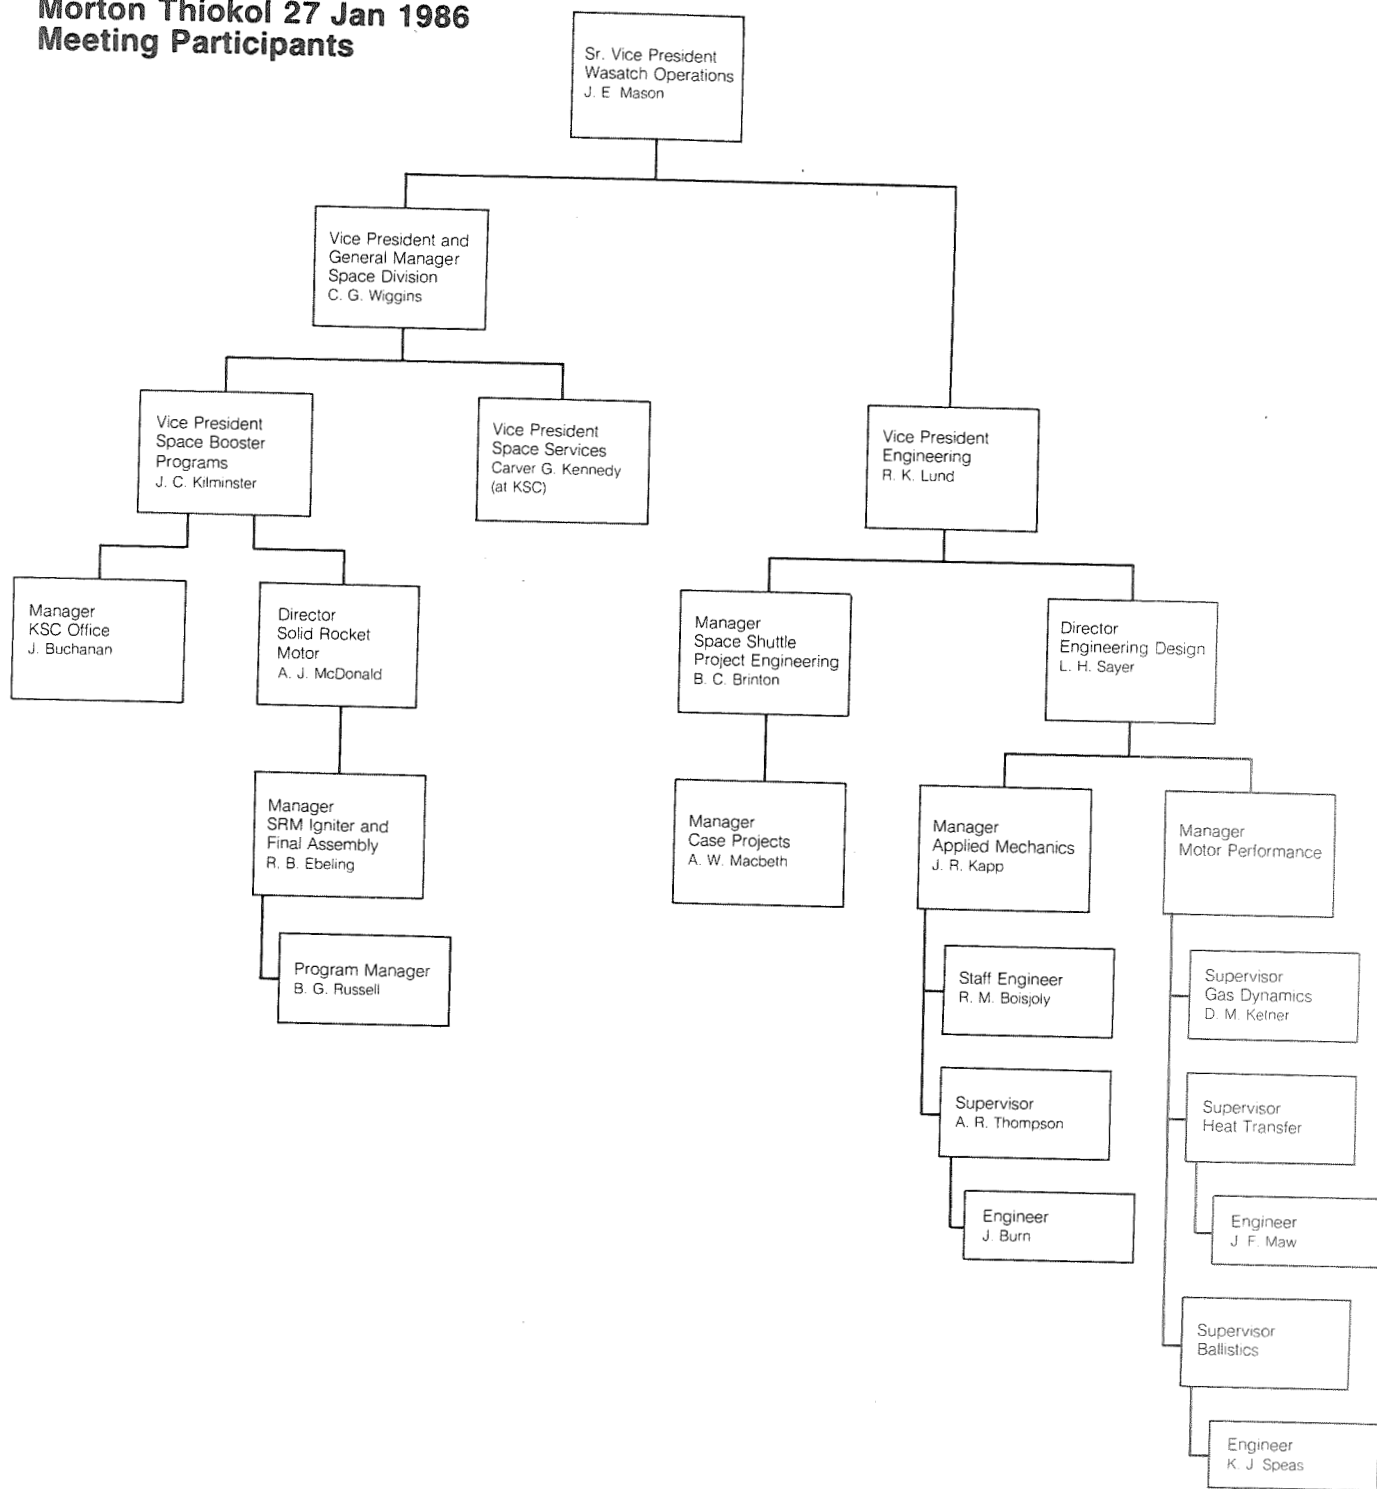 Morton Thiokol 27 Jan 1986
Meeting Participants
Sr. Vice President
Wasatch Operations
J. E Mason
Vice President and
General Manager
Space Division
C. G. Wiggins
Vice President
Space Booster
Programs
J. C. Kilminster
Vice President
Space Services
Carver G. Kennedy
(at KSC)
Vice President
Engineering
R. K. Lund
Manager
KSC Office
J. Buchanan
Director
Solid Rocket
Motor
A. J. McDonald
Manager
Space Shuttle
Project Engineering
B. C. Brinton
Director
Engineering Design
L. H. Sayer
Manager
SRM Igniter and
Final Assembly
R. B. Ebeling
Manager
Case Projects
A. W. Macbeth
Manager
Applied Mechanics
J. R. Kapp
Manager
Motor Performance
Program Manager
B. G. Russell
Staff Engineer
R. M. Boisjoly
Supervisor
Gas Dynamics
D. M. Ketner
Supervisor
A. R. Thompson
Supervisor
Heat Transfer
Engineer
J. Burn
Engineer
J F. Maw
Supervisor
Ballistics
Engineer
K. J Speas